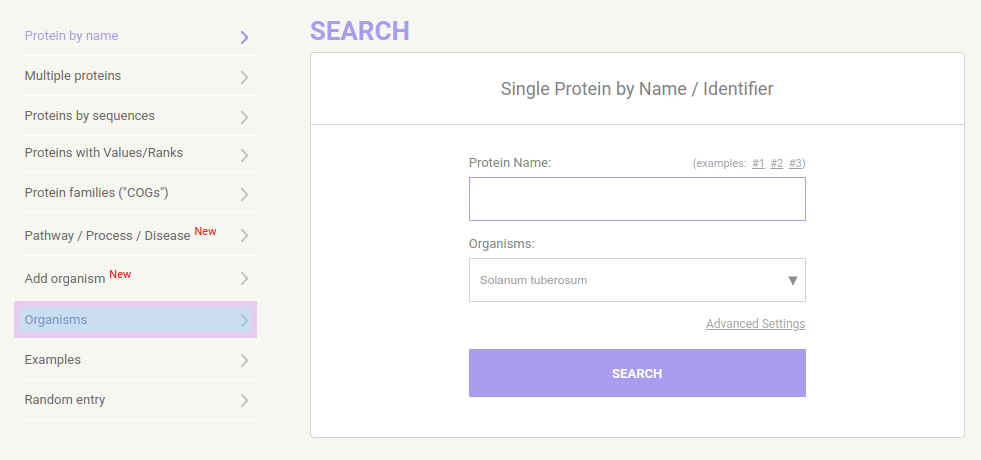 Protein by name
Multiple proteins
Proteins by sequences
Proteins with Values/Ranks
Protein families ("COGs")
Pathway / Process / Disease New
Add organism New
Organisms
Examples
Random entry
SEARCH
Single Protein by Name / Identifier
Protein Name: (examples: #1 #2 #3)
Organisms:
Solanum tuberosum
Advanced Settings
SEARCH